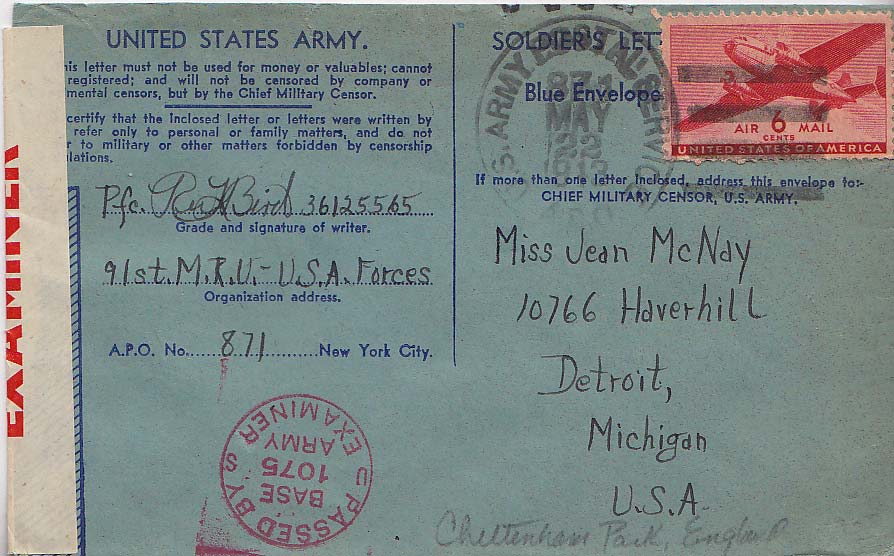 UNITED STATES ARMY.
is letter must not be used for money or valuables; cannot
registered; and will not be censored by company or
mental censors, but by the Chief Military Censor.
certify that the inclosed letter or letters were written by
refer only to personal or family matters, and do not
r to military or other matters forbidden by censorship
lations.
Pfc. Bird 36125565
Grade and signature of writer.
91st. M.R.U.- U.S.A. Forces
Organization address.
A.P.O. No. 871 New York City.
EXAMINER
PASSED BY U S
BASE
1075
ARMY
EXAMINER
SOLDIER'S LET
Blue Envelope
U.S. ARMY POSTAL SERVICE
MAY
AIR 6 MAIL
CENTS
UNITED STATES OF AMERICA
If more than one letter inclosed, address this envelope to:-
CHIEF MILITARY CENSOR, U.S. ARMY.
Miss Jean McNay
10766 Haverhill
Detroit,
Michigan
U.S.A.
Cheltenham Park, England